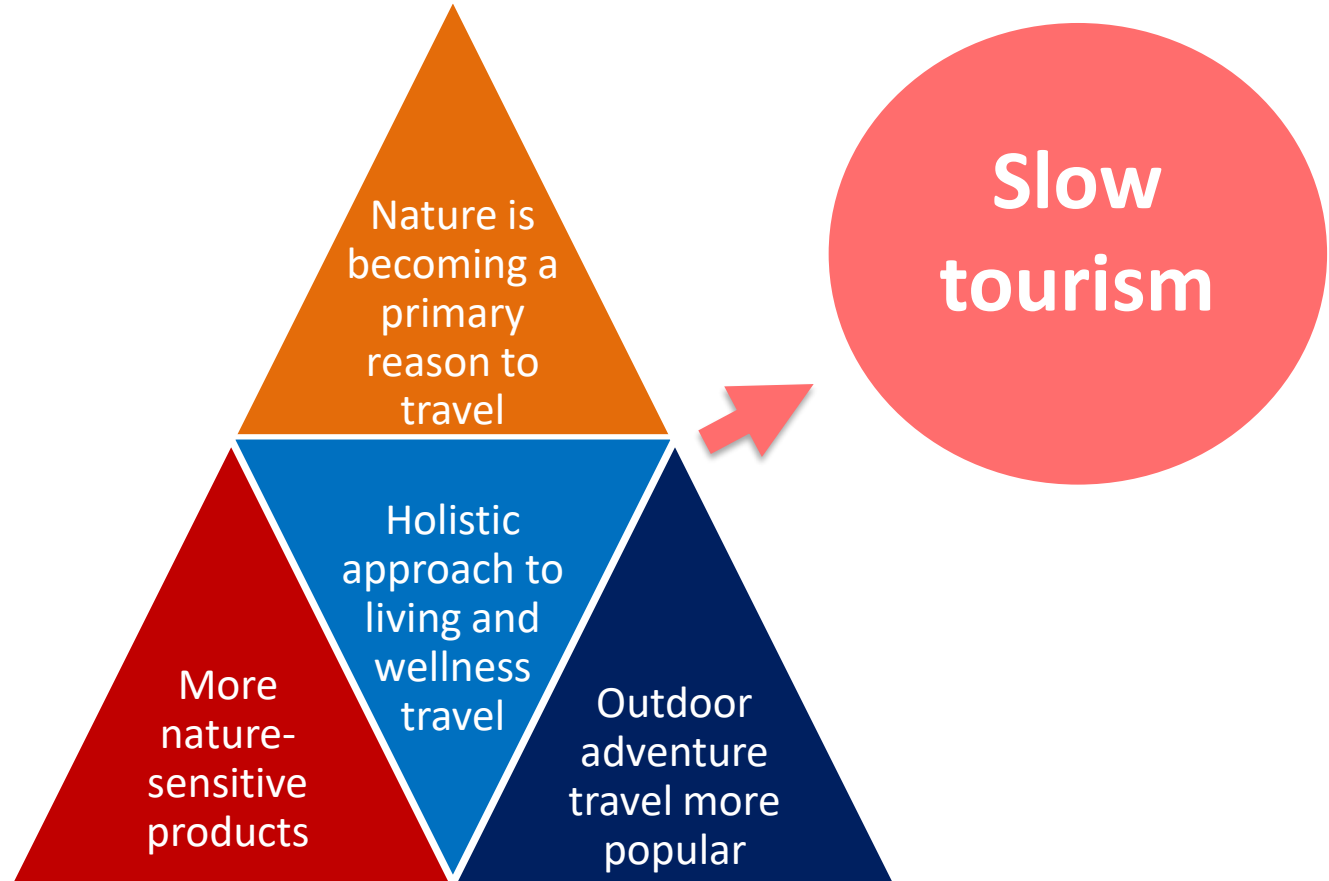 Nature is
becoming a
primary
reason to
travel
Slow
tourism
More
nature-
sensitive
products
Holistic
approach to
living and
wellness
travel
Outdoor
adventure
travel more
popular